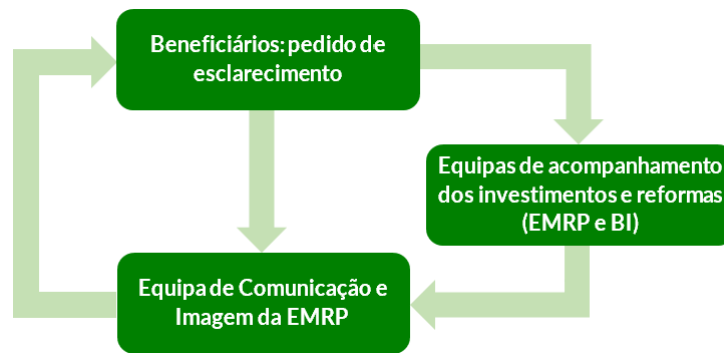 Beneficiários: pedido de
esclarecimento
Equipas de acompanhamento
dos investimentos e reformas
(EMRP e BI)
Equipa de Comunicação e
Imagem da EMRP